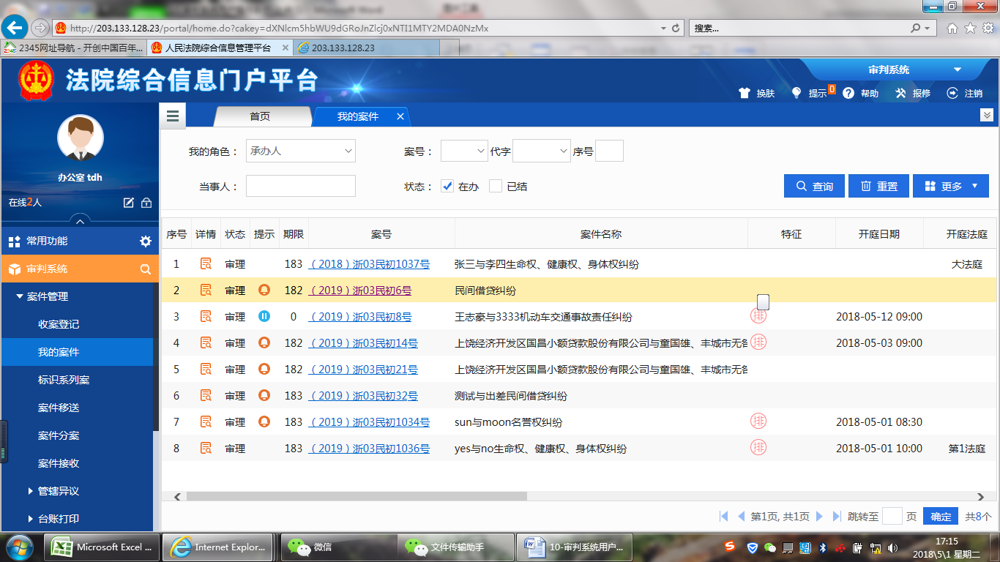 http://203.133.128.23/portal/home.do?cakey=dXNlcm5hbWU9dGRoJnZlcj0xNTI1MTY2MDA0NzMx
搜索...
2345网址导航 - 开创中国百年...
人民法院综合信息管理平台
203.133.128.23
法院综合信息门户平台
审判系统
换肤 提示 0 帮助 报修 注销
办公室 tdh
在线2人
常用功能
审判系统
案件管理
收案登记
我的案件
标识系列案
案件移送
案件分案
案件接收
管辖异议
台账打印
首页 我的案件
我的角色： 承办人 案号： 代字 序号
当事人： 状态： 在办 已结 查询 重置 更多
序号 详情 状态 提示 期限 案号 案件名称 特征 开庭日期 开庭法庭
1 审理 183 （2018）浙03民初1037号 张三与李四生命权、健康权、身体权纠纷 大法庭
2 审理 182 （2019）浙03民初6号 民间借贷纠纷
3 审理 0 （2019）浙03民初8号 王志豪与3333机动车交通事故责任纠纷 排 2018-05-12 09:00
4 审理 182 （2019）浙03民初14号 上饶经济开发区国昌小额贷款股份有限公司与童国雄、丰城市无名 排 2018-05-03 09:00
5 审理 182 （2019）浙03民初21号 上饶经济开发区国昌小额贷款股份有限公司与童国雄、丰城市无名
6 审理 183 （2019）浙03民初32号 测试与出差民间借贷纠纷
7 审理 183 （2019）浙03民初1034号 sun与moon名誉权纠纷 排 2018-05-01 08:30
8 审理 183 （2019）浙03民初1036号 yes与no生命权、健康权、身体权纠纷 排 2018-05-01 10:00 第1法庭
第1页, 共1页 跳转至 页 确定 共8个
Microsoft Excel ...
Internet Explor...
微信
文件传输助手
10-审判系统用户...
17:15
2018\5\1 星期二